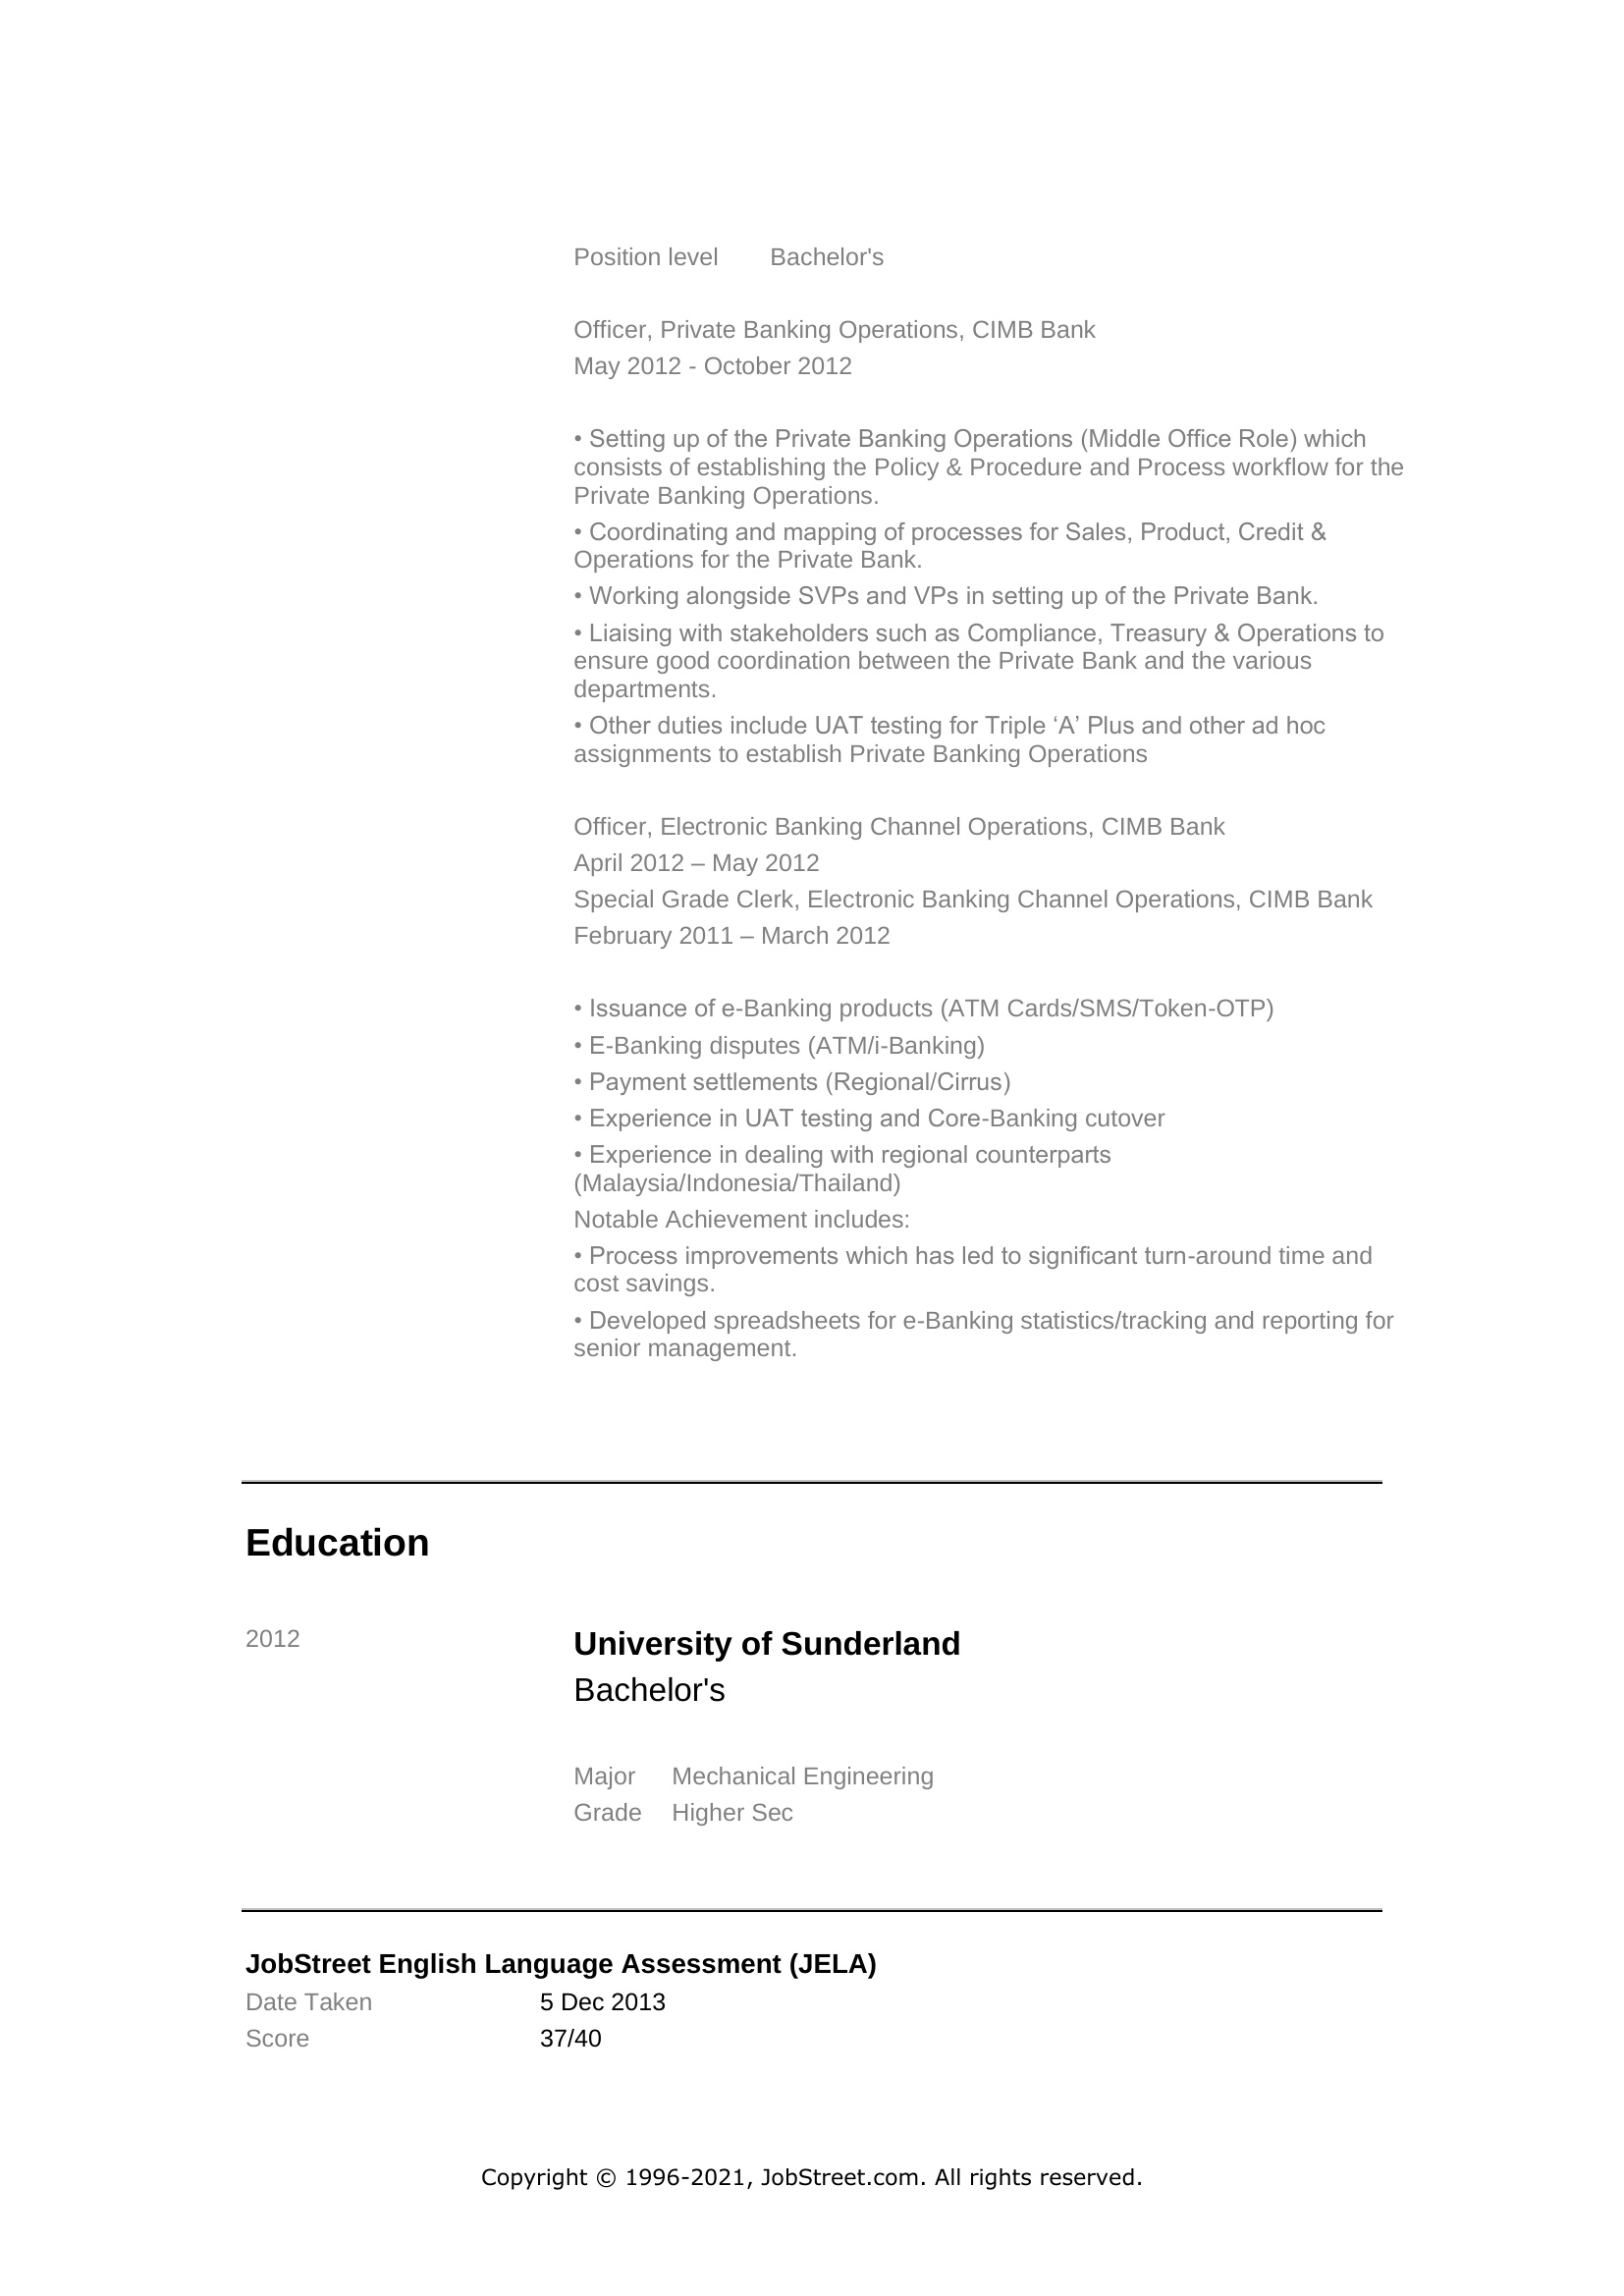 Position level Bachelor's
Officer, Private Banking Operations, CIMB Bank
May 2012 - October 2012
• Setting up of the Private Banking Operations (Middle Office Role) which
consists of establishing the Policy & Procedure and Process workflow for the
Private Banking Operations.
• Coordinating and mapping of processes for Sales, Product, Credit &
Operations for the Private Bank.
• Working alongside SVPs and VPs in setting up of the Private Bank.
• Liaising with stakeholders such as Compliance, Treasury & Operations to
ensure good coordination between the Private Bank and the various
departments.
• Other duties include UAT testing for Triple ‘A’ Plus and other ad hoc
assignments to establish Private Banking Operations
Officer, Electronic Banking Channel Operations, CIMB Bank
April 2012 – May 2012
Special Grade Clerk, Electronic Banking Channel Operations, CIMB Bank
February 2011 – March 2012
• Issuance of e-Banking products (ATM Cards/SMS/Token-OTP)
• E-Banking disputes (ATM/i-Banking)
• Payment settlements (Regional/Cirrus)
• Experience in UAT testing and Core-Banking cutover
• Experience in dealing with regional counterparts
(Malaysia/Indonesia/Thailand)
Notable Achievement includes:
• Process improvements which has led to significant turn-around time and
cost savings.
• Developed spreadsheets for e-Banking statistics/tracking and reporting for
senior management.
Education
2012 University of Sunderland
Bachelor's
Major Mechanical Engineering
Grade Higher Sec
JobStreet English Language Assessment (JELA)
Date Taken 5 Dec 2013
Score 37/40
Copyright © 1996-2021, JobStreet.com. All rights reserved.